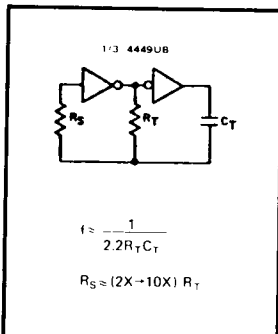 1/3 4449UB
RS
RT
CT
f ≈ 1
2.2RTCT
RS ≈ (2X→10X) RT